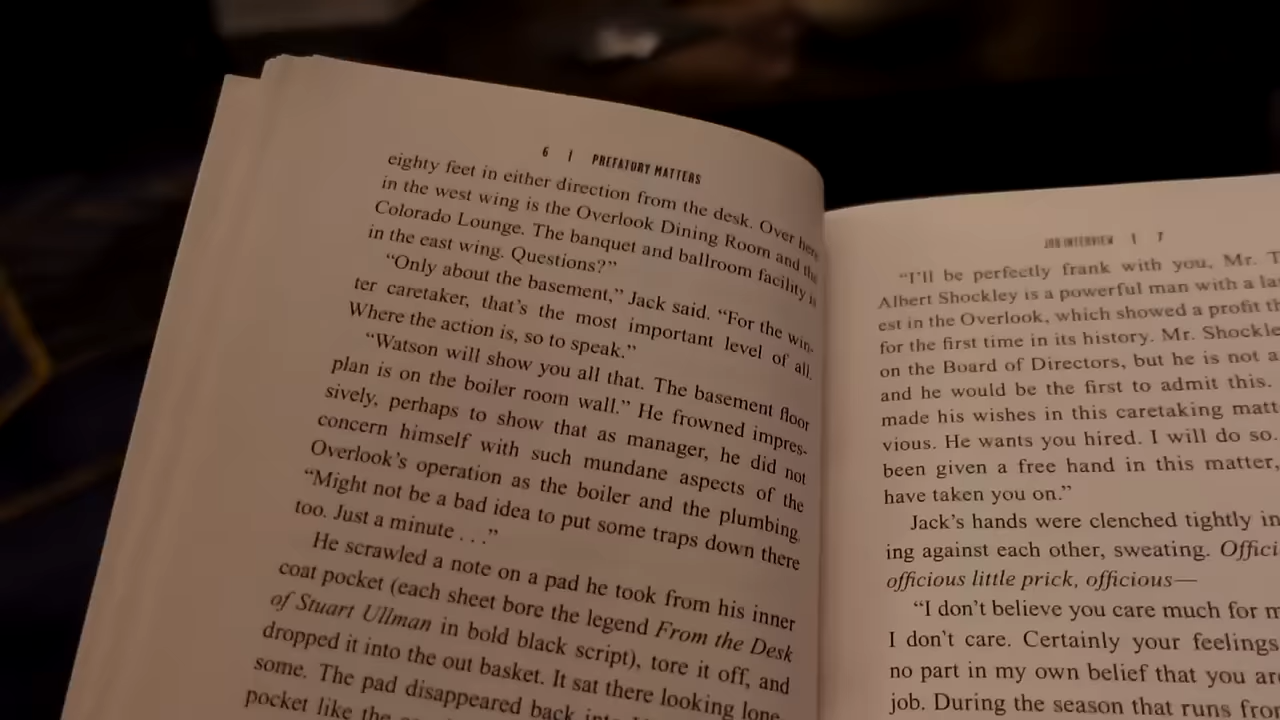 6 | PREFATORY MATTERS
eighty feet in either direction from the desk. Over here
in the west wing is the Overlook Dining Room and the
Colorado Lounge. The banquet and ballroom facility is
in the east wing. Questions?”
“Only about the basement,” Jack said. “For the win-
ter caretaker, that’s the most important level of all.
Where the action is, so to speak.”
“Watson will show you all that. The basement floor
plan is on the boiler room wall.” He frowned impres-
sively, perhaps to show that as manager, he did not
concern himself with such mundane aspects of the
Overlook’s operation as the boiler and the plumbing.
“Might not be a bad idea to put some traps down there
too. Just a minute . . .”
He scrawled a note on a pad he took from his inner
coat pocket (each sheet bore the legend From the Desk
of Stuart Ullman in bold black script), tore it off, and
dropped it into the out basket. It sat there looking lone
some. The pad disappeared back into
pocket like the
JOB INTERVIEW | 7
“I’ll be perfectly frank with you, Mr. T
Albert Shockley is a powerful man with a la
est in the Overlook, which showed a profit th
for the first time in its history. Mr. Shockle
on the Board of Directors, but he is not a
and he would be the first to admit this.
made his wishes in this caretaking matt
vious. He wants you hired. I will do so.
been given a free hand in this matter,
have taken you on.”
Jack’s hands were clenched tightly in
ing against each other, sweating. Offici
officious little prick, officious—
“I don’t believe you care much for m
I don’t care. Certainly your feelings
no part in my own belief that you are
job. During the season that runs from